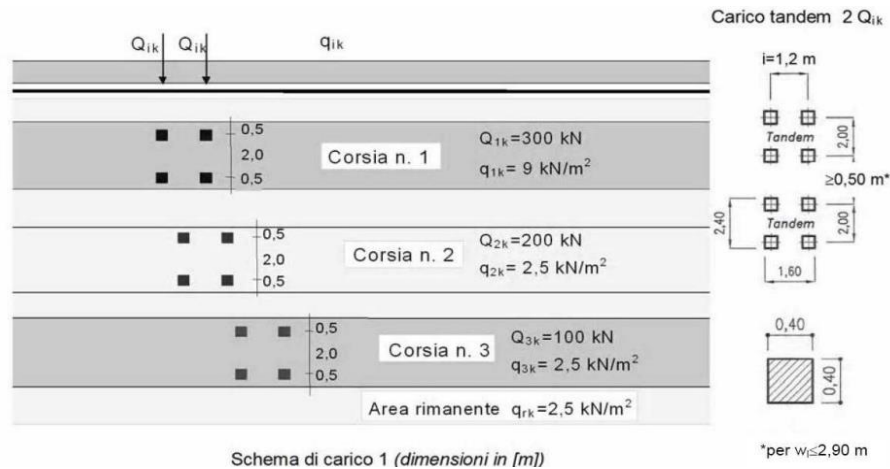 Carico tandem 2 Qik
Qik Qik qik
i=1,2 m
0,5
2,0
0,5
Corsia n. 1
Q1k=300 kN
q1k= 9 kN/m²
Tandem
2,00
≥0,50 m*
0,5
2,0
0,5
Corsia n. 2
Q2k=200 kN
q2k= 2,5 kN/m²
2,40
Tandem
2,00
1,60
0,5
2,0
0,5
Corsia n. 3
Q3k=100 kN
q3k= 2,5 kN/m²
0,40
0,40
Area rimanente qrk=2,5 kN/m²
Schema di carico 1 (dimensioni in [m])
*per wl≤2,90 m